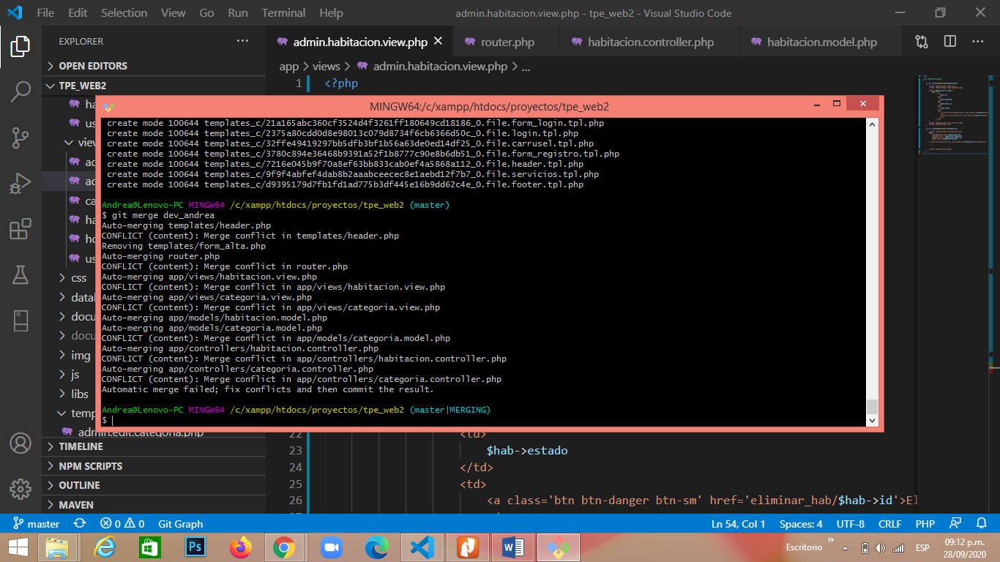 File Edit Selection View Go Run Terminal Help
admin.habitacion.view.php - tpe_web2 - Visual Studio Code
EXPLORER
OPEN EDITORS
TPE_WEB2
ha
us
view
ad
ad
ca
ha
ho
us
css
datal
docu
docu
img
js
libs
temp
admin.edit.categoria.php
TIMELINE
NPM SCRIPTS
OUTLINE
MAVEN
admin.habitacion.view.php router.php habitacion.controller.php habitacion.model.php
app > views > admin.habitacion.view.php > ...
1 <?php
MINGW64:/c/xampp/htdocs/proyectos/tpe_web2
create mode 100644 templates_c/21a165abc360cf3524d4f3261ff180649cc8186_0.file.form_login.tpl.php
create mode 100644 templates_c/2375a80cdd0d8e98013c079d8734f6cb6366d50c_0.file.login.tpl.php
create mode 100644 templates_c/32ffe49419297bb5dfb3bf1b56a63de0ed14df25_0.file.carrusel.tpl.php
create mode 100644 templates_c/3780c894e36468b9391a52f1b8777c90e8b6db51_0.file.form_registro.tpl.php
create mode 100644 templates_c/7216e045b9f70a8ef63bb833cab0ef4a5868a112_0.file.header.tpl.php
create mode 100644 templates_c/9f9f4abfef4dab8b2aaabceecec8e1aebd12f7b7_0.file.servicios.tpl.php
create mode 100644 templates_c/d9395179d7fb1fd1ad775b3df445e16b9dd62c4e_0.file.footer.tpl.php
Andrea@Lenovo-PC MINGW64 /c/xampp/htdocs/proyectos/tpe_web2 (master)
$ git merge dev_andrea
Auto-merging templates/header.php
CONFLICT (content): Merge conflict in templates/header.php
Removing templates/form_alta.php
Auto-merging router.php
CONFLICT (content): Merge conflict in router.php
Auto-merging app/views/habitacion.view.php
CONFLICT (content): Merge conflict in app/views/habitacion.view.php
Auto-merging app/views/categoria.view.php
CONFLICT (content): Merge conflict in app/views/categoria.view.php
Auto-merging app/models/habitacion.model.php
Auto-merging app/models/categoria.model.php
CONFLICT (content): Merge conflict in app/models/categoria.model.php
Auto-merging app/controllers/habitacion.controller.php
CONFLICT (content): Merge conflict in app/controllers/habitacion.controller.php
Auto-merging app/controllers/categoria.controller.php
CONFLICT (content): Merge conflict in app/controllers/categoria.controller.php
Automatic merge failed; fix conflicts and then commit the result.
Andrea@Lenovo-PC MINGW64 /c/xampp/htdocs/proyectos/tpe_web2 (master|MERGING)
$
22 <td>
23 $hab->estado
24 </td>
25 <td>
26 <a class='btn btn-danger btn-sm' href='eliminar_hab/$hab->id'>El
master 0 0 Git Graph Ln 54, Col 1 Spaces: 4 UTF-8 CRLF PHP
Ps W Escritorio ESP
09:12 p.m.
28/09/2020